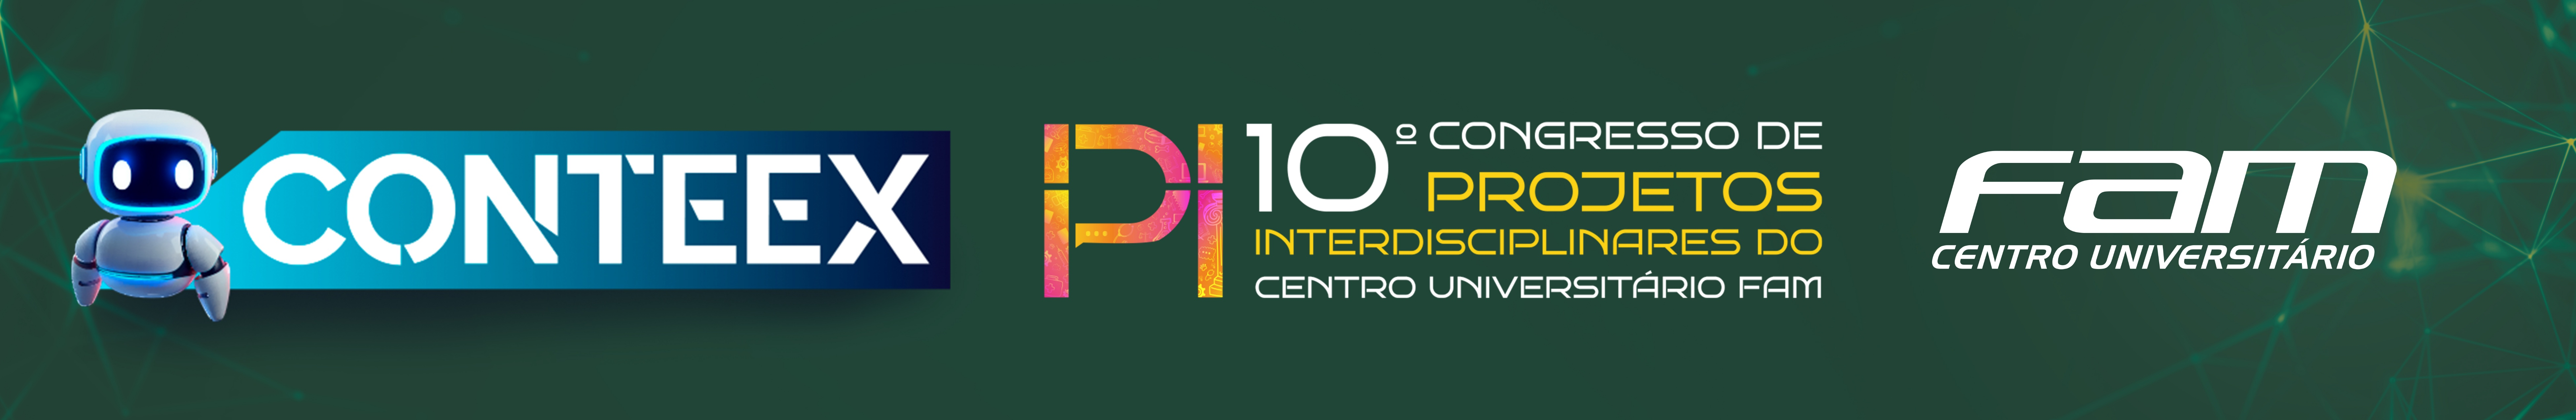 CONTEEX
PI
10º CONGRESSO DE
PROJETOS
INTERDISCIPLINARES DO
CENTRO UNIVERSITÁRIO FAM
Fam
CENTRO UNIVERSITÁRIO